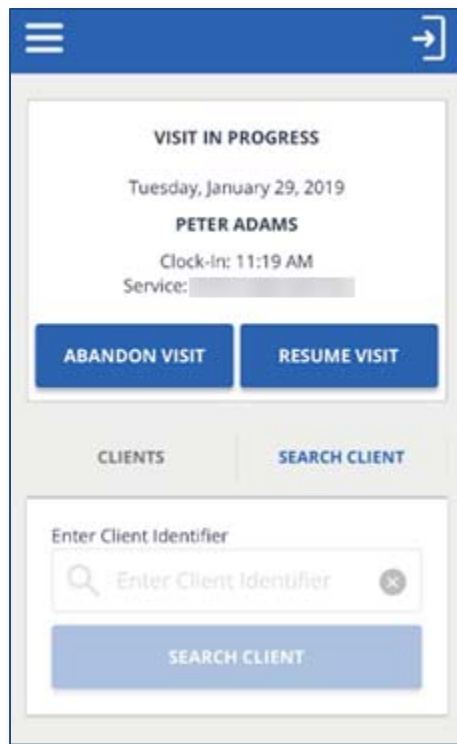 VISIT IN PROGRESS
Tuesday, January 29, 2019
PETER ADAMS
Clock-In: 11:19 AM
Service:
ABANDON VISIT
RESUME VISIT
CLIENTS
SEARCH CLIENT
Enter Client Identifier
Enter Client Identifier
SEARCH CLIENT